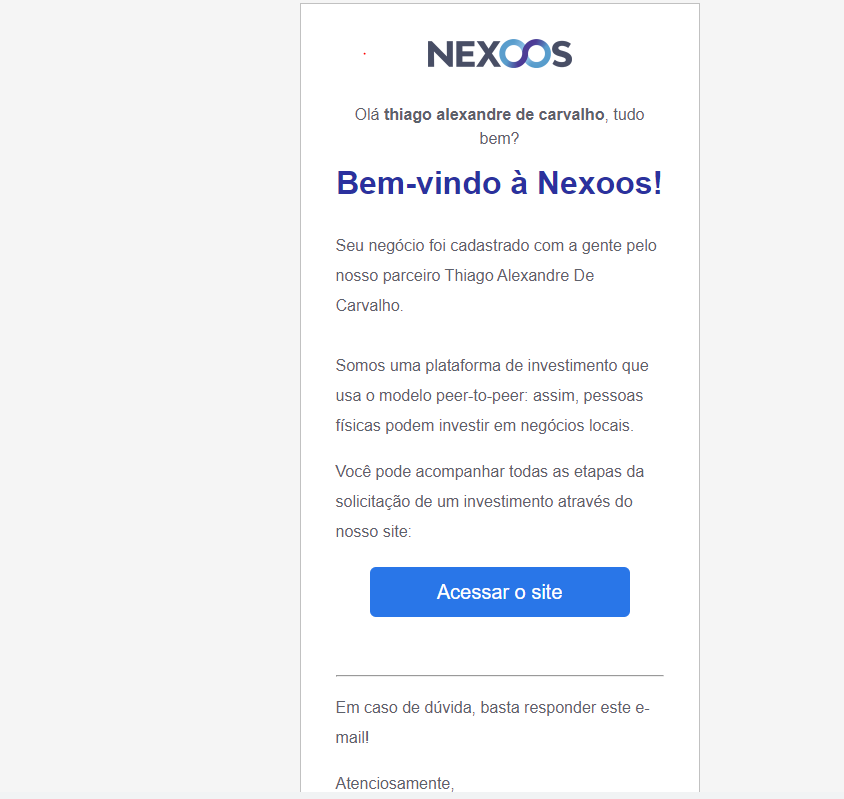 NEXOOS
Olá thiago alexandre de carvalho, tudo
bem?
Bem-vindo à Nexoos!
Seu negócio foi cadastrado com a gente pelo
nosso parceiro Thiago Alexandre De
Carvalho.
Somos uma plataforma de investimento que
usa o modelo peer-to-peer: assim, pessoas
físicas podem investir em negócios locais.
Você pode acompanhar todas as etapas da
solicitação de um investimento através do
nosso site:
Acessar o site
Em caso de dúvida, basta responder este e-
mail!
Atenciosamente,